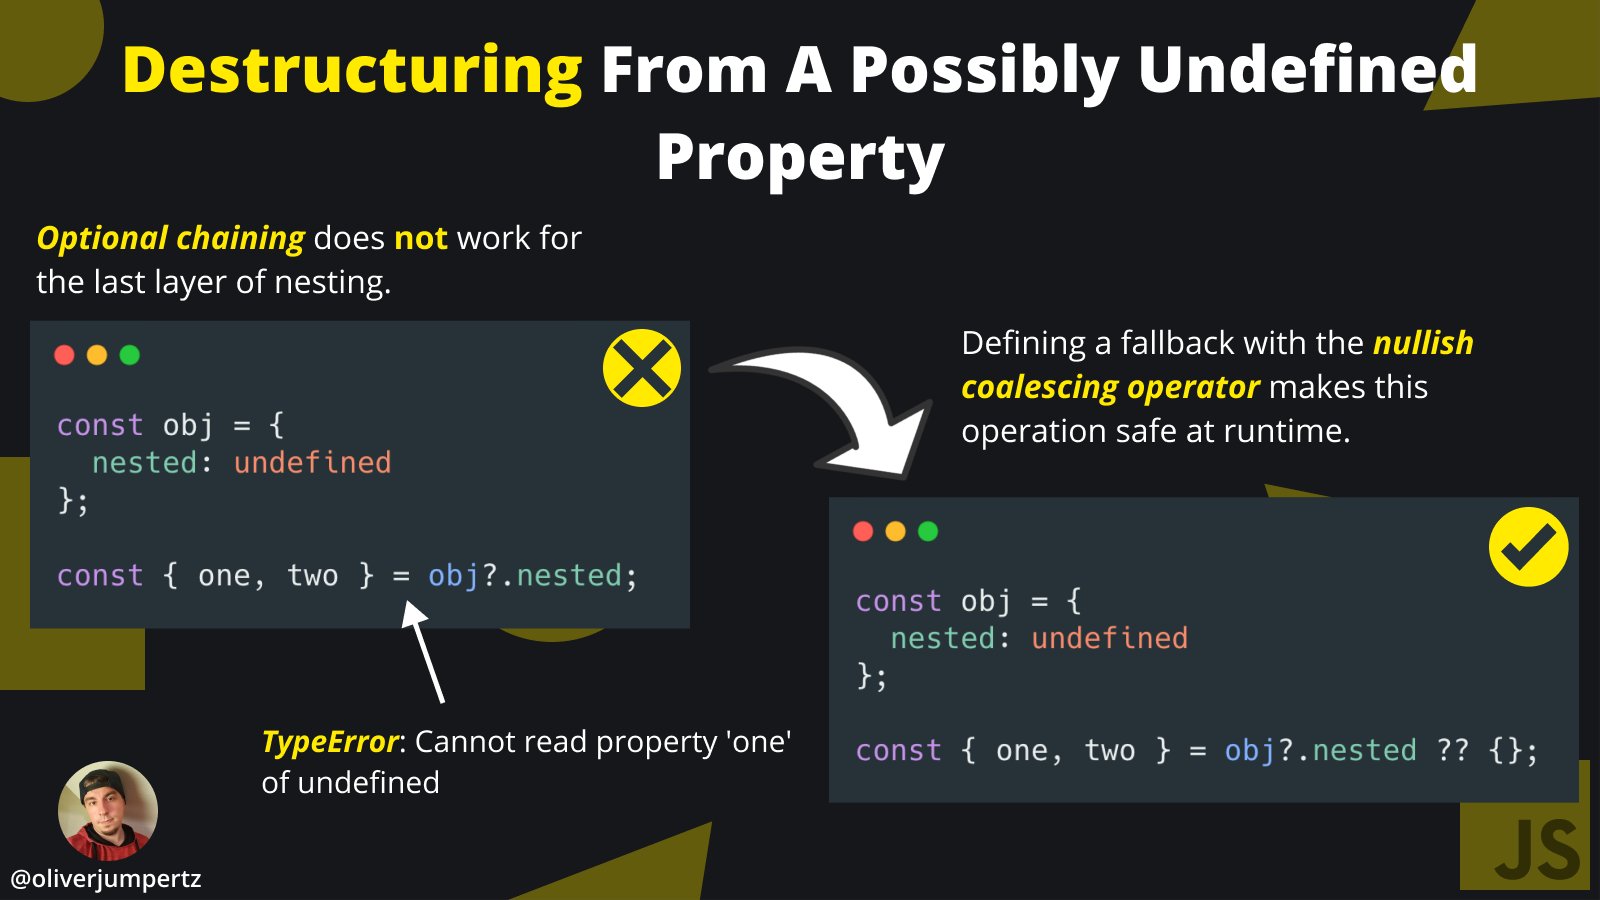 Destructuring From A Possibly Undefined
Property
Optional chaining does not work for
the last layer of nesting.
const obj = {
  nested: undefined
};
const { one, two } = obj?.nested;
TypeError: Cannot read property 'one'
of undefined
Defining a fallback with the nullish
coalescing operator makes this
operation safe at runtime.
const obj = {
  nested: undefined
};
const { one, two } = obj?.nested ?? {};
@oliverjumpertz
JS